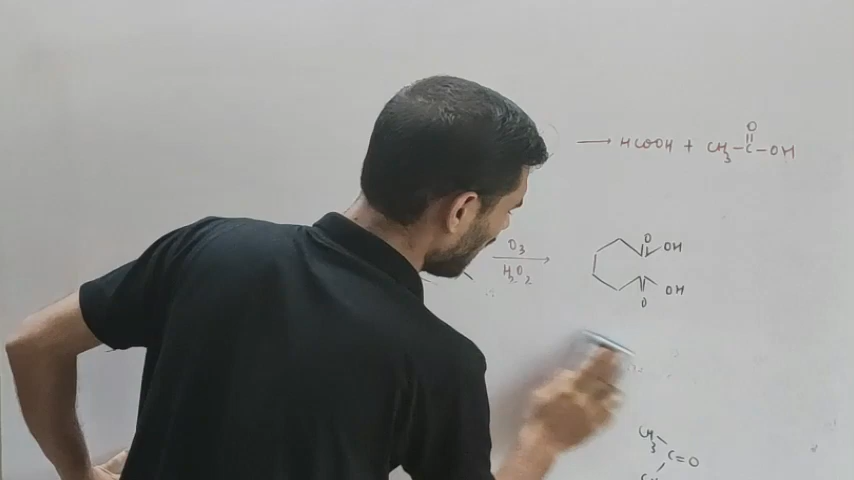 → HCOOH + CH3-C-OH
O
O3
H2O2
O
OH
OH
O
CH3
C=O